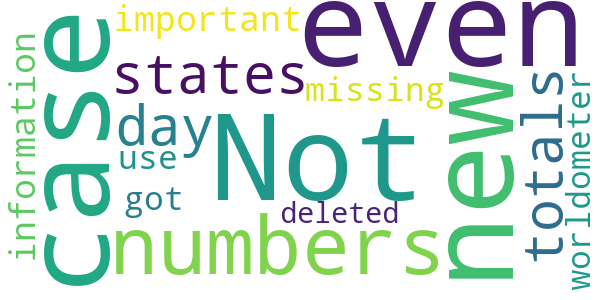 information
case
important
states
day
use
got
numbers
Not
deleted
even
missing
new
totals
worldometer